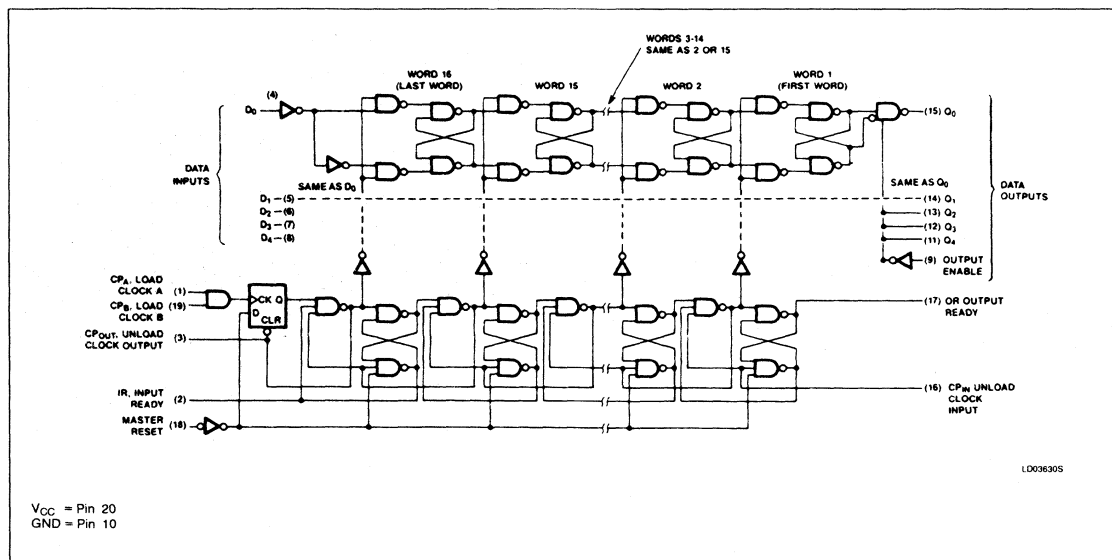 WORDS 3-14
SAME AS 2 OR 15
WORD 16
(LAST WORD)
WORD 15
WORD 2
WORD 1
(FIRST WORD)
D0
(4)
(15) Q0
DATA
INPUTS
SAME AS D0
D1 – (5)
D2 – (6)
D3 – (7)
D4 – (8)
SAME AS Q0
(14) Q1
(13) Q2
(12) Q3
(11) Q4
(9) OUTPUT
ENABLE
DATA
OUTPUTS
CPA, LOAD
CLOCK A
(1)
CPB, LOAD
CLOCK B
(19)
CK Q
D
CLR
CPOUT, UNLOAD
CLOCK OUTPUT
(3)
(17) OR OUTPUT
READY
IR, INPUT
READY
(2)
(16) CPIN UNLOAD
CLOCK
INPUT
MASTER
RESET
(18)
LD03630S
VCC = Pin 20
GND = Pin 10